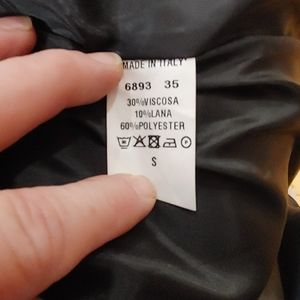 MADE IN ITALY
6893 35
30%VISCOSA
10%LANA
60%POLYESTER
S